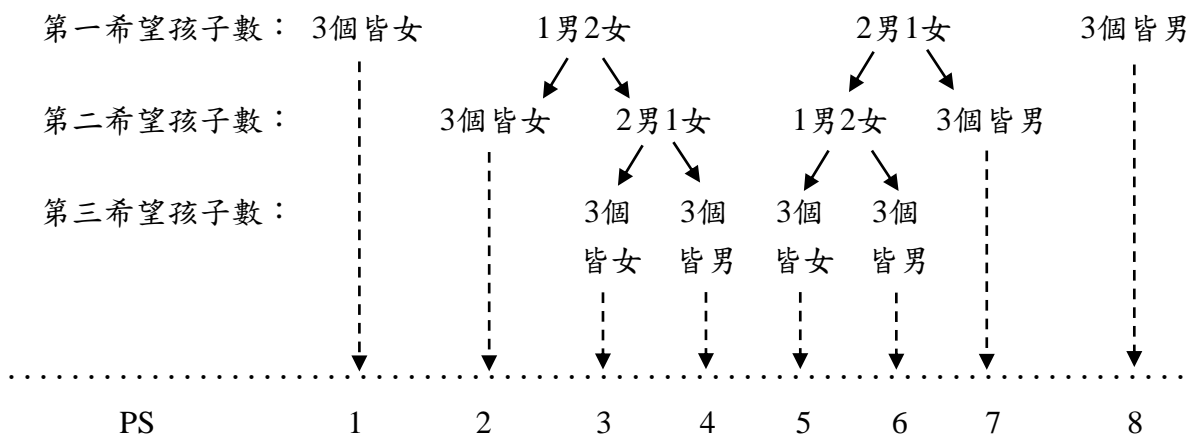 第一希望孩子數： 3個皆女 1男2女 2男1女 3個皆男
第二希望孩子數： 3個皆女 2男1女 1男2女 3個皆男
第三希望孩子數： 3個 3個 3個 3個
皆女 皆男 皆女 皆男
PS 1 2 3 4 5 6 7 8